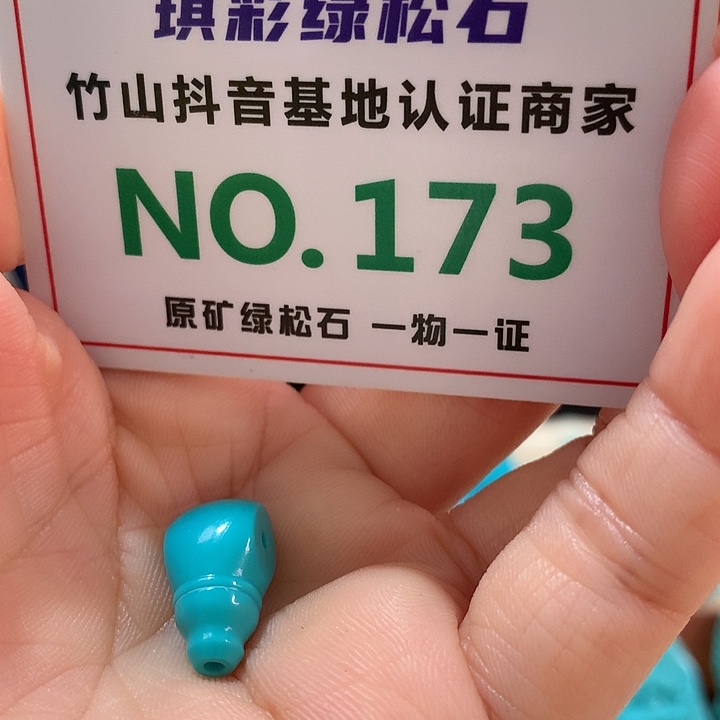 琪彩绿松石
竹山抖音基地认证商家
NO.173
原矿绿松石 一物一证